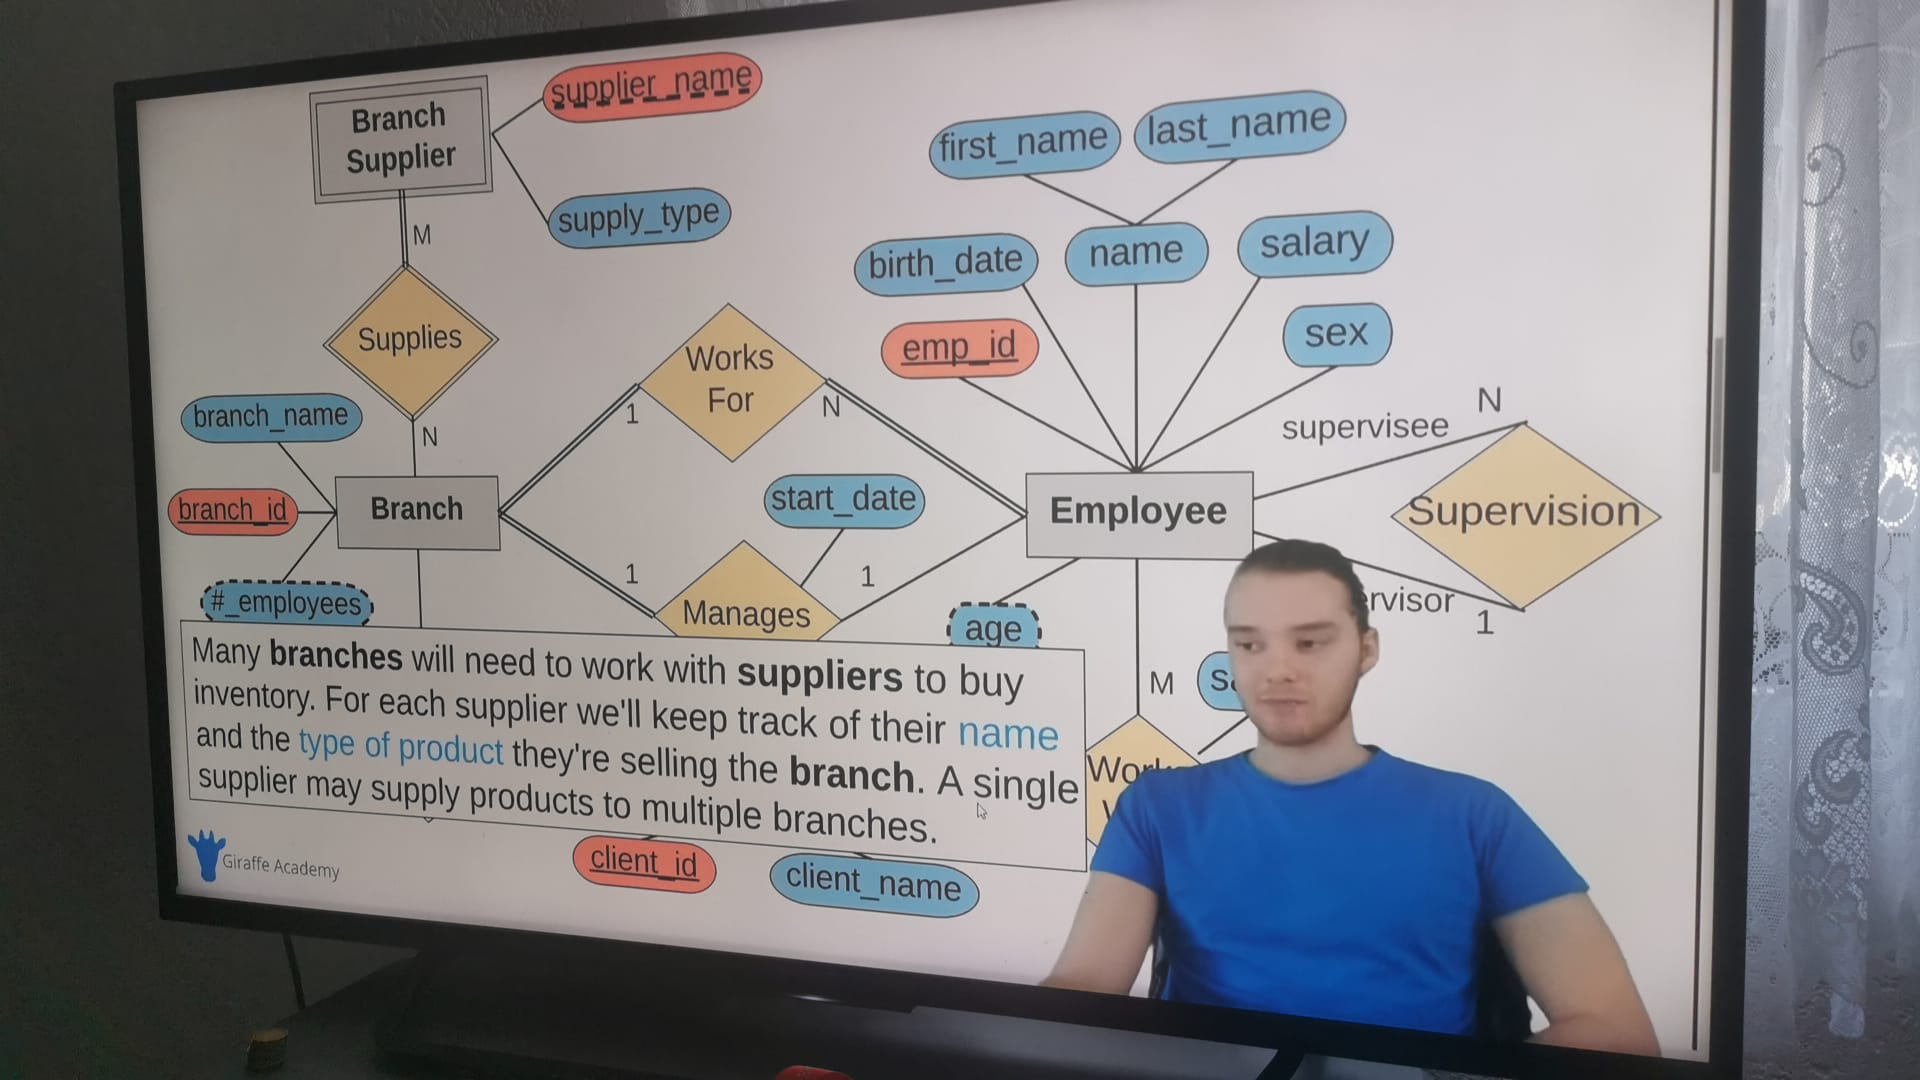 Branch
Supplier
supplier_name
supply_type
M
Supplies
N
first_name
last_name
birth_date
name
salary
emp_id
sex
Works
For
1
N
branch_name
branch_id
#_employees
Branch
start_date
Employee
supervisee
N
Supervision
1
1
1
Manages
age
M
Many branches will need to work with suppliers to buy
inventory. For each supplier we'll keep track of their name
and the type of product they're selling the branch. A single
supplier may supply products to multiple branches.
client_id
client_name
Giraffe Academy